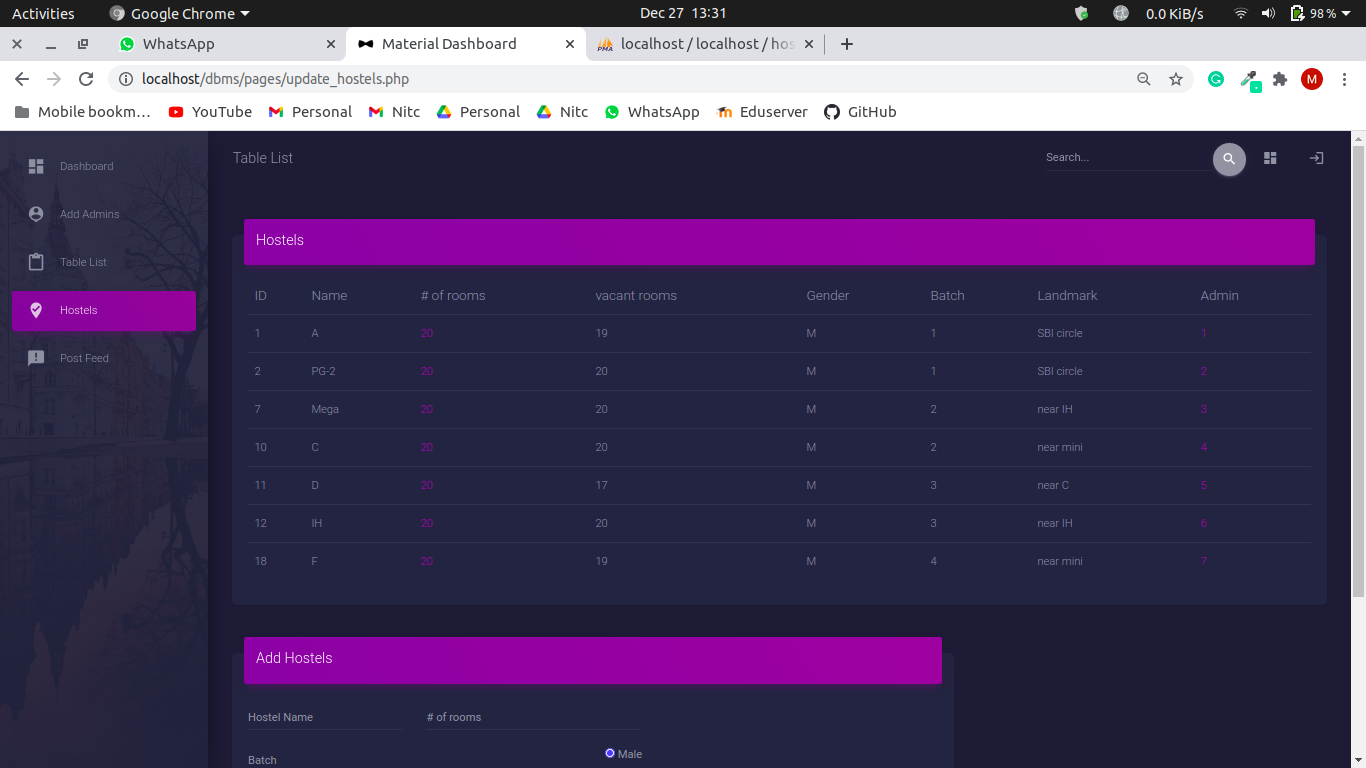 Activities Google Chrome Dec 27 13:31 0.0 KiB/s 98 %
WhatsApp Material Dashboard PMA localhost / localhost / hos
localhost/dbms/pages/update_hostels.php M
Mobile bookm… YouTube Personal Nitc Personal Nitc WhatsApp Eduserver GitHub
Dashboard
Add Admins
Table List
Hostels
Post Feed
Table List Search...
Hostels
ID Name # of rooms vacant rooms Gender Batch Landmark Admin
1 A 20 19 M 1 SBI circle 1
2 PG-2 20 20 M 1 SBI circle 2
7 Mega 20 20 M 2 near IH 3
10 C 20 20 M 2 near mini 4
11 D 20 17 M 3 near C 5
12 IH 20 20 M 3 near IH 6
18 F 20 19 M 4 near mini 7
Add Hostels
Hostel Name # of rooms
Batch Male